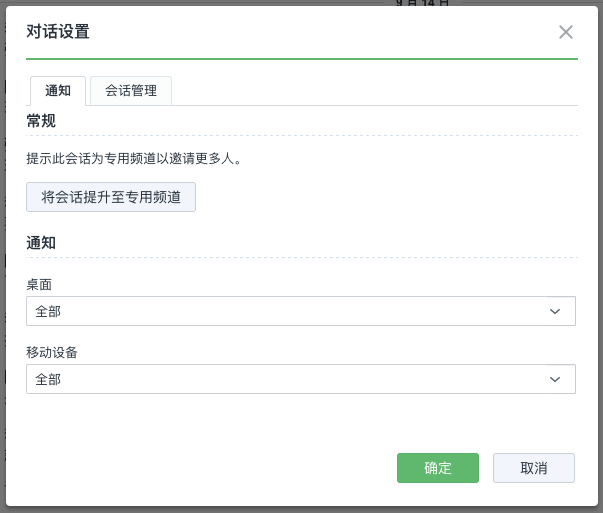 9 月 14 日
对话设置
通知
会话管理
常规
提示此会话为专用频道以邀请更多人。
将会话提升至专用频道
通知
桌面
全部
移动设备
全部
确定
取消